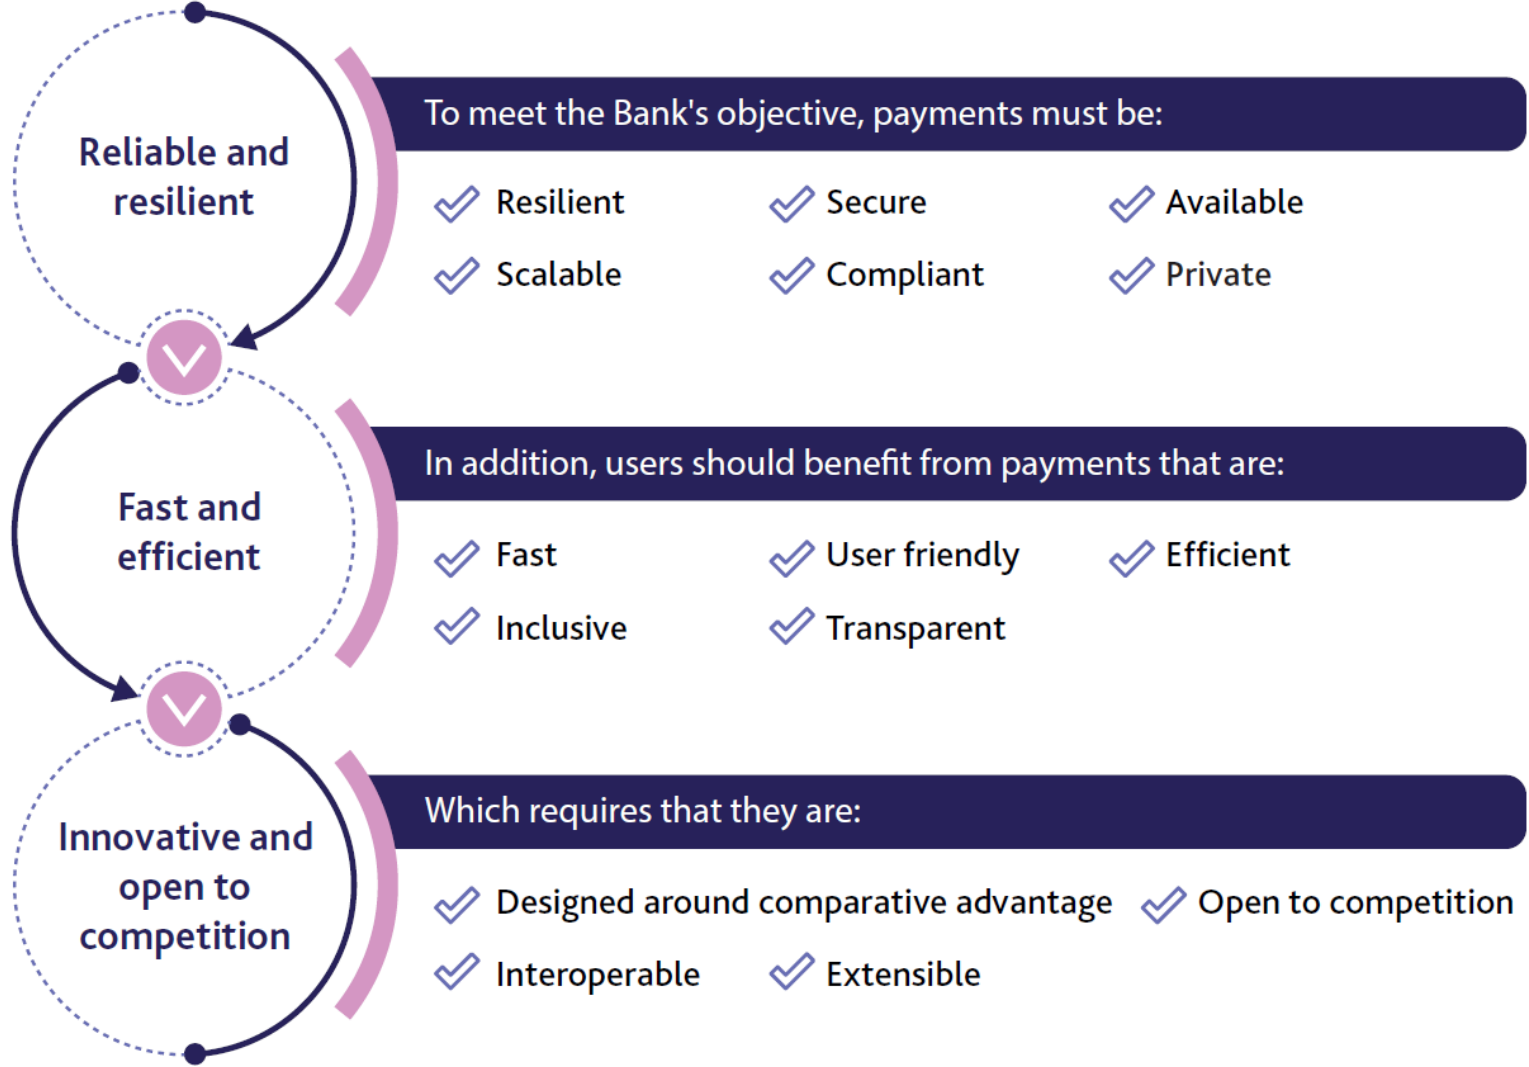 Reliable and
resilient
To meet the Bank's objective, payments must be:
Resilient Secure Available
Scalable Compliant Private
Fast and
efficient
In addition, users should benefit from payments that are:
Fast User friendly Efficient
Inclusive Transparent
Innovative and
open to
competition
Which requires that they are:
Designed around comparative advantage Open to competition
Interoperable Extensible